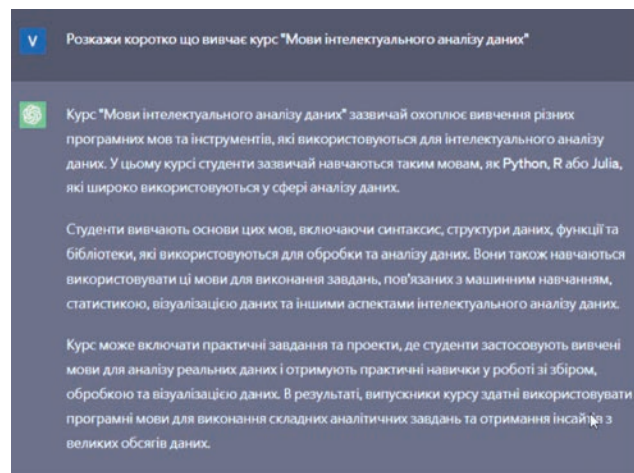 V
Розкажи коротко що вивчає курс "Мови інтелектуального аналізу даних"
Курс "Мови інтелектуального аналізу даних" зазвичай охоплює вивчення різних
програмних мов та інструментів, які використовуються для інтелектуального аналізу
даних. У цьому курсі студенти зазвичай навчаються таким мовам, як Python, R або Julia,
які широко використовуються у сфері аналізу даних.
Студенти вивчають основи цих мов, включаючи синтаксис, структури даних, функції та
бібліотеки, які використовуються для обробки та аналізу даних. Вони також навчаються
використовувати ці мови для виконання завдань, пов'язаних з машинним навчанням,
статистикою, візуалізацією даних та іншими аспектами інтелектуального аналізу даних.
Курс може включати практичні завдання та проекти, де студенти застосовують вивчені
мови для аналізу реальних даних і отримують практичні навички у роботі зі збіром,
обробкою та візуалізацією даних. В результаті, випускники курсу здатні використовувати
програмні мови для виконання складних аналітичних завдань та отримання інсайтів з
великих обсягів даних.